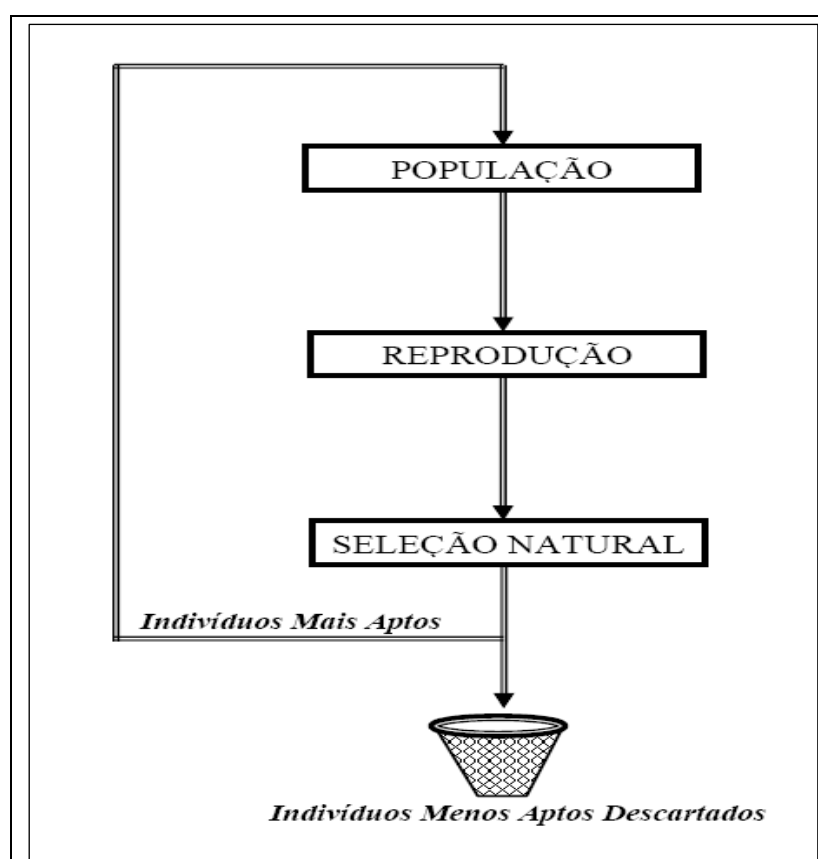 POPULAÇÃO
REPRODUÇÃO
SELEÇÃO NATURAL
Indivíduos Mais Aptos
Indivíduos Menos Aptos Descartados